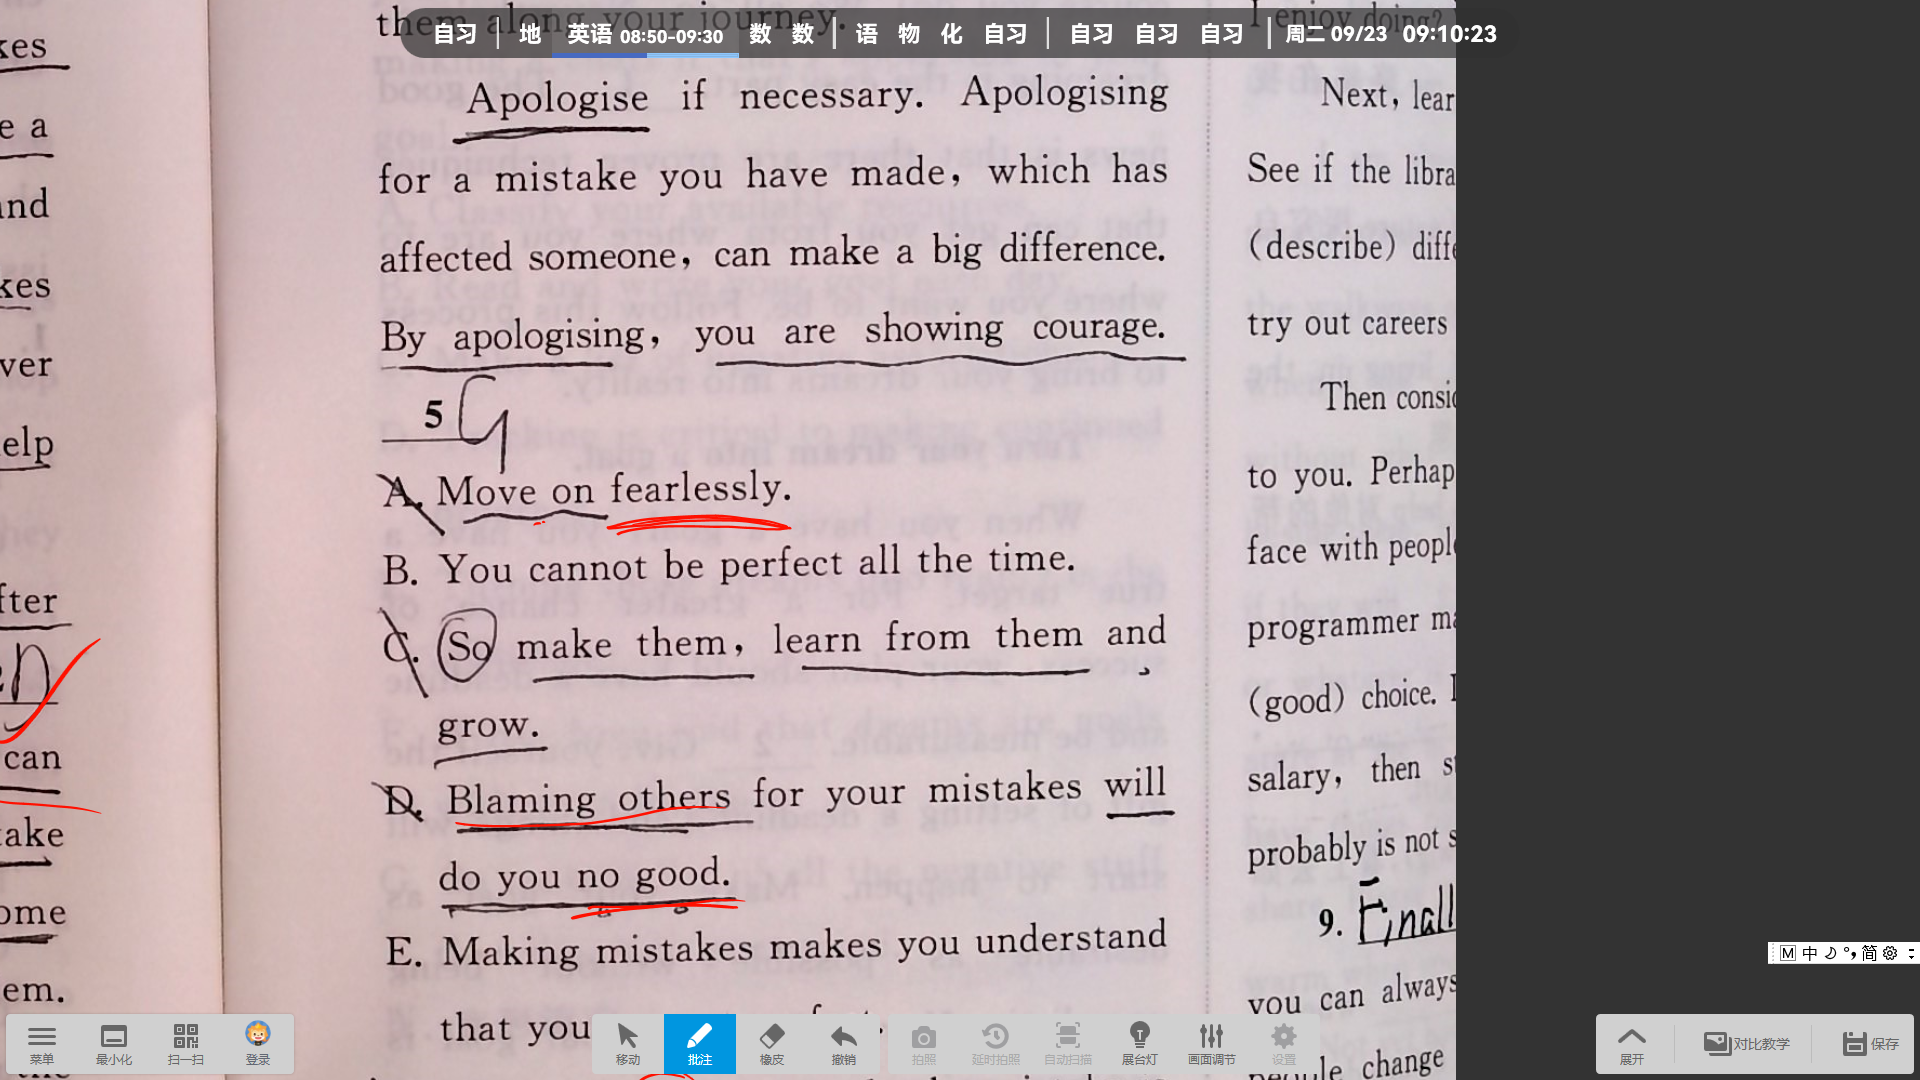 them along your journey.
自习 | 地 英语 08:50-09:30 数 数 | 语 物 化 自习 | 自习 自习 自习 | 周二 09/23 09:10:23
Apologise if necessary. Apologising
for a mistake you have made, which has
affected someone, can make a big difference.
By apologising, you are showing courage.
5 G
A. Move on fearlessly.
B. You cannot be perfect all the time.
C. So make them, learn from them and
grow.
D. Blaming others for your mistakes will
do you no good.
E. Making mistakes makes you understand
that you
kes
e a
and
kes
ver
elp
fter
can
take
ome
em.
I enjoy doing?
Next, lear
See if the libra
(describe) diffe
try out careers
Then consid
to you. Perhap
face with peopl
programmer ma
(good) choice. I
salary, then s
probably is not s
9. Finall
you can always
people change
M 中 简
菜单 最小化 扫一扫 登录 移动 批注 橡皮 撤销 拍照 延时拍照 自动扫描 展台灯 画面调节 设置 展开 对比教学 保存